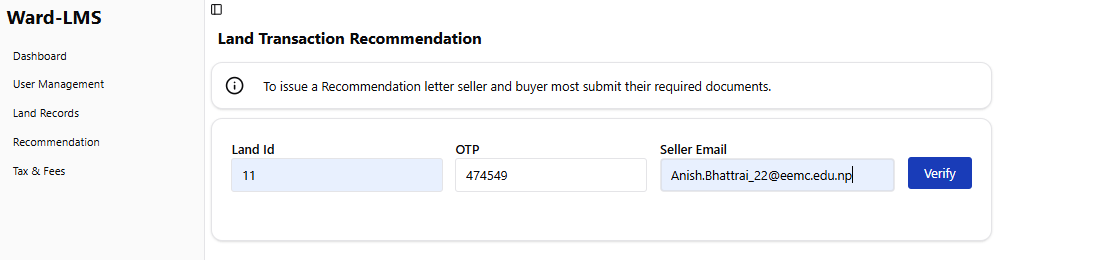 Ward-LMS
Dashboard
User Management
Land Records
Recommendation
Tax & Fees
Land Transaction Recommendation
To issue a Recommendation letter seller and buyer most submit their required documents.
Land Id OTP Seller Email
11 474549 Anish.Bhattrai_22@eemc.edu.np Verify